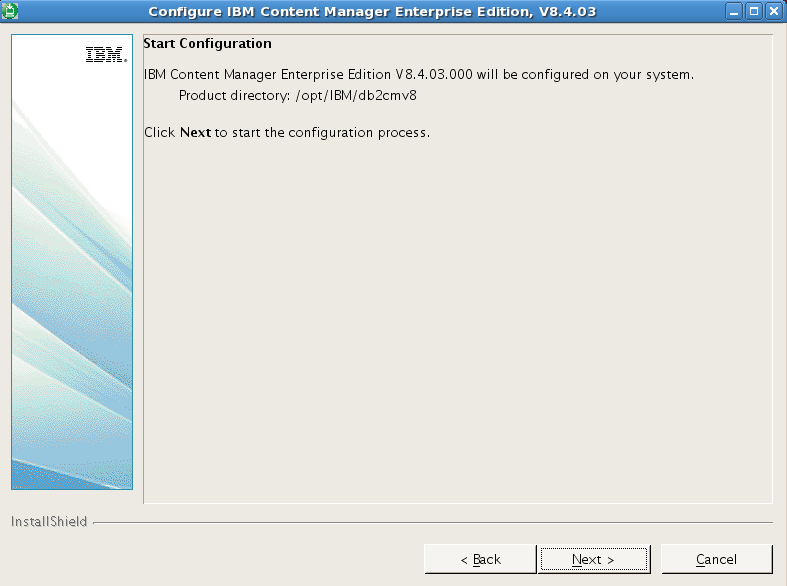 Configure IBM Content Manager Enterprise Edition, V8.4.03
IBM.
Start Configuration
IBM Content Manager Enterprise Edition V8.4.03.000 will be configured on your system.
Product directory: /opt/IBM/db2cmv8
Click Next to start the configuration process.
InstallShield
< Back
Next >
Cancel